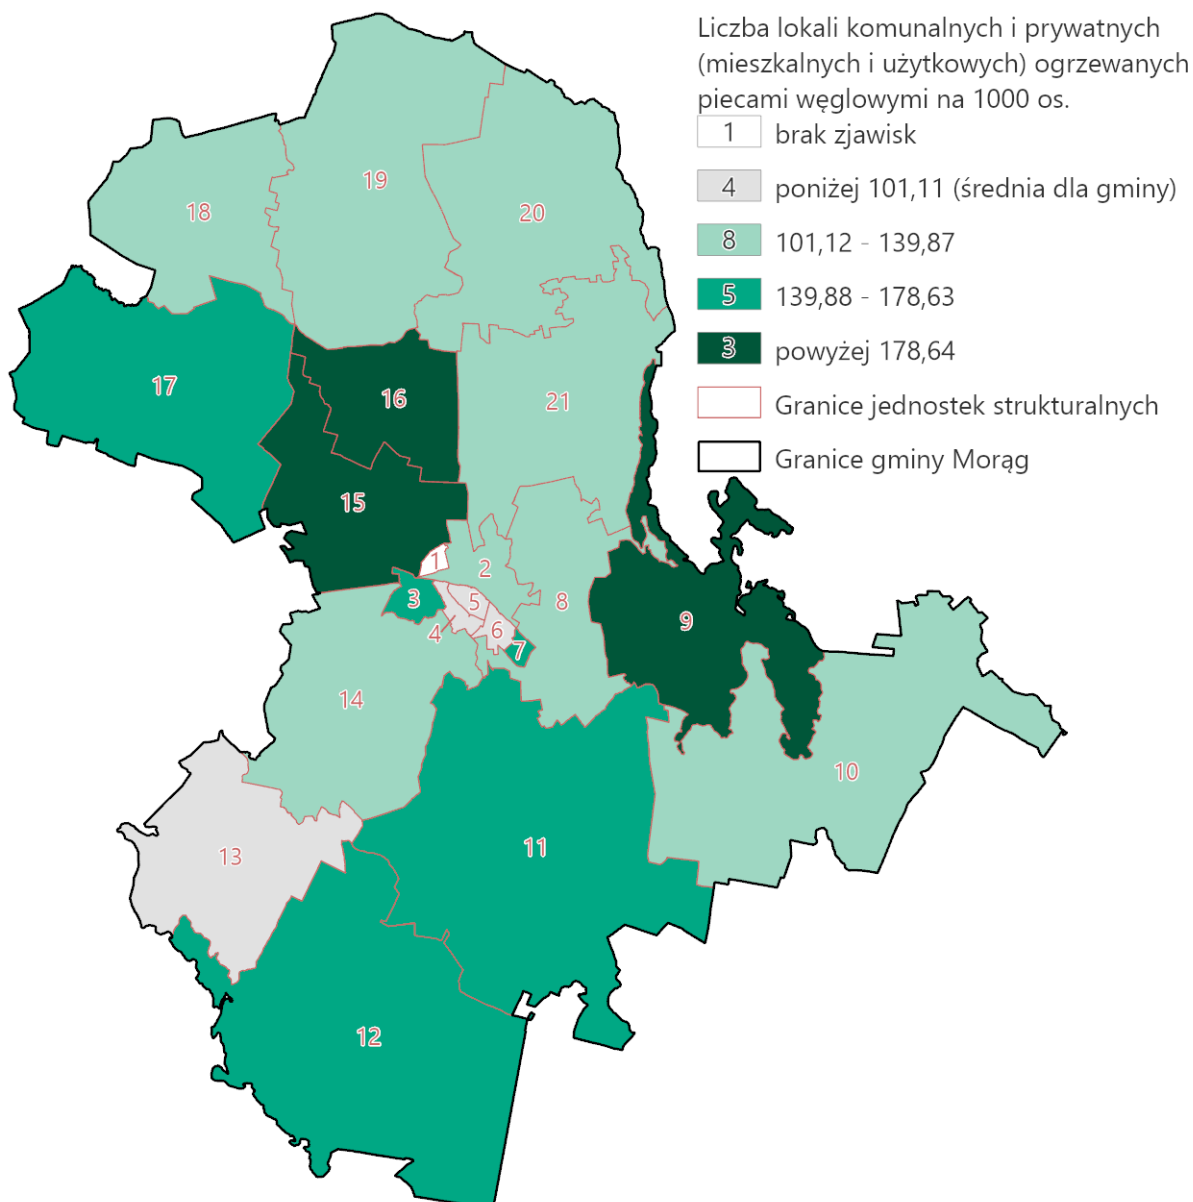 Liczba lokali komunalnych i prywatnych
(mieszkalnych i użytkowych) ogrzewanych
piecami węglowymi na 1000 os.
1 brak zjawisk
4 poniżej 101,11 (średnia dla gminy)
8 101,12 - 139,87
5 139,88 - 178,63
3 powyżej 178,64
Granice jednostek strukturalnych
Granice gminy Morąg
19
18
20
17
16
21
15
1
2
3
5
8
4
6
9
7
14
10
11
13
12